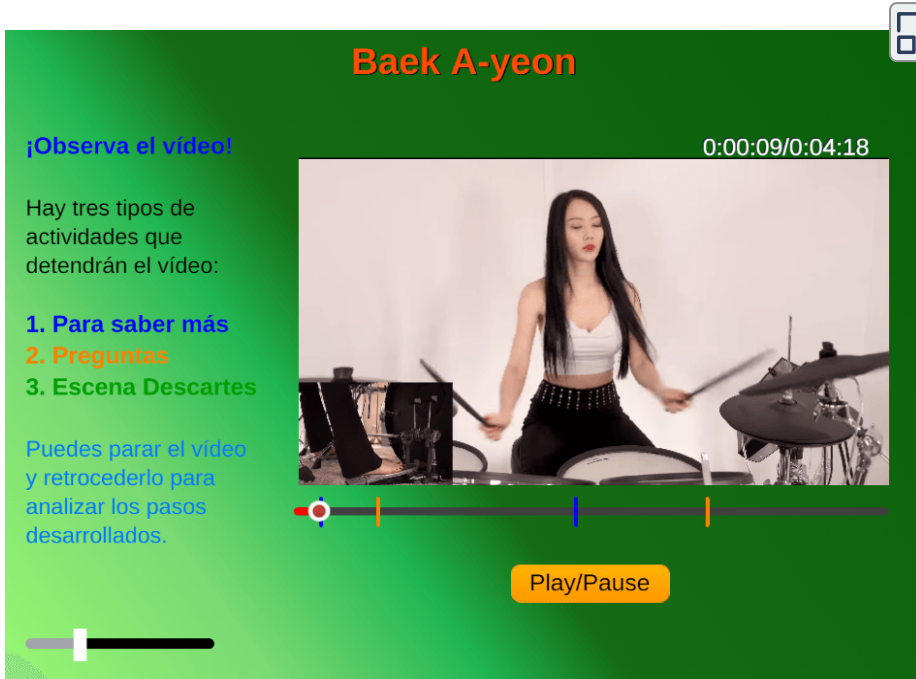 Baek A-yeon
¡Observa el vídeo!
0:00:09/0:04:18
Hay tres tipos de
actividades que
detendrán el vídeo:
1. Para saber más
2. Preguntas
3. Escena Descartes
Puedes parar el vídeo
y retrocederlo para
analizar los pasos
desarrollados.
Play/Pause